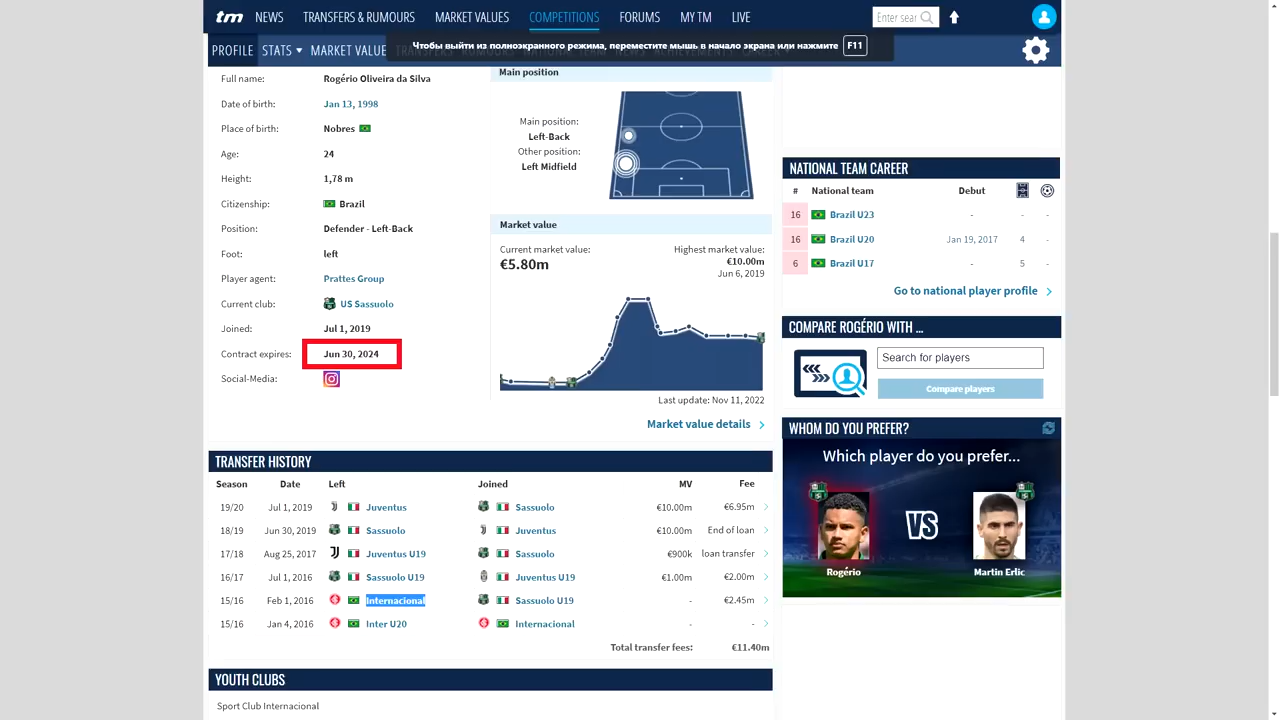 tm NEWS TRANSFERS & RUMOURS MARKET VALUES COMPETITIONS FORUMS MY TM LIVE Enter sear
PROFILE STATS MARKET VALUE
Чтобы выйти из полноэкранного режима, переместите мышь в начало экрана или нажмите F11
Full name: Rogério Oliveira da Silva
Date of birth: Jan 13, 1998
Place of birth: Nobres
Age: 24
Height: 1,78 m
Citizenship: Brazil
Position: Defender - Left-Back
Foot: left
Player agent: Prattes Group
Current club: US Sassuolo
Joined: Jul 1, 2019
Contract expires: Jun 30, 2024
Social-Media:
Main position
Main position:
Left-Back
Other position:
Left Midfield
Market value
Current market value:
€5.80m
Highest market value:
€10.00m
Jun 6, 2019
Last update: Nov 11, 2022
Market value details
TRANSFER HISTORY
Season Date Left Joined MV Fee
19/20 Jul 1, 2019 Juventus Sassuolo €10.00m €6.95m
18/19 Jun 30, 2019 Sassuolo Juventus €10.00m End of loan
17/18 Aug 25, 2017 Juventus U19 Sassuolo €900k loan transfer
16/17 Jul 1, 2016 Sassuolo U19 Juventus U19 €1.00m €2.00m
15/16 Feb 1, 2016 Internacional Sassuolo U19 - €2.45m
15/16 Jan 4, 2016 Inter U20 Internacional - -
Total transfer fees: €11.40m
YOUTH CLUBS
Sport Club Internacional
NATIONAL TEAM CAREER
# National team Debut
16 Brazil U23 - - -
16 Brazil U20 Jan 19, 2017 4 -
6 Brazil U17 - 5 -
Go to national player profile
COMPARE ROGÉRIO WITH ...
Search for players
Compare players
WHOM DO YOU PREFER?
Which player do you prefer...
VS
Rogério Martin Erlic